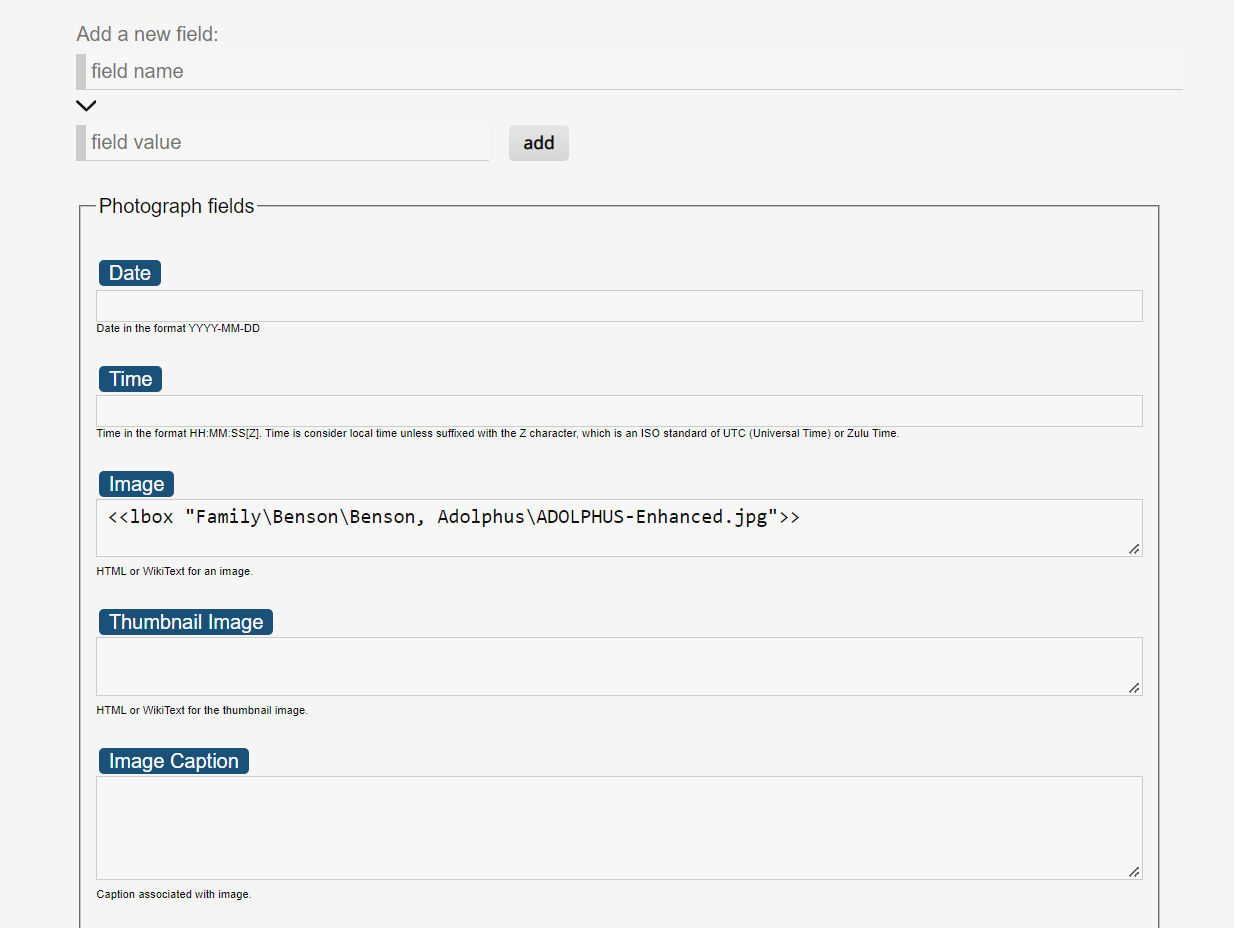 Add a new field:
field name
field value
add
Photograph fields
Date
Date in the format YYYY-MM-DD
Time
Time in the format HH:MM:SS[Z]. Time is consider local time unless suffixed with the Z character, which is an ISO standard of UTC (Universal Time) or Zulu Time.
Image
<<lbox "Family\Benson\Benson, Adolphus\ADOLPHUS-Enhanced.jpg">>
HTML or WikiText for an image.
Thumbnail Image
HTML or WikiText for the thumbnail image.
Image Caption
Caption associated with image.